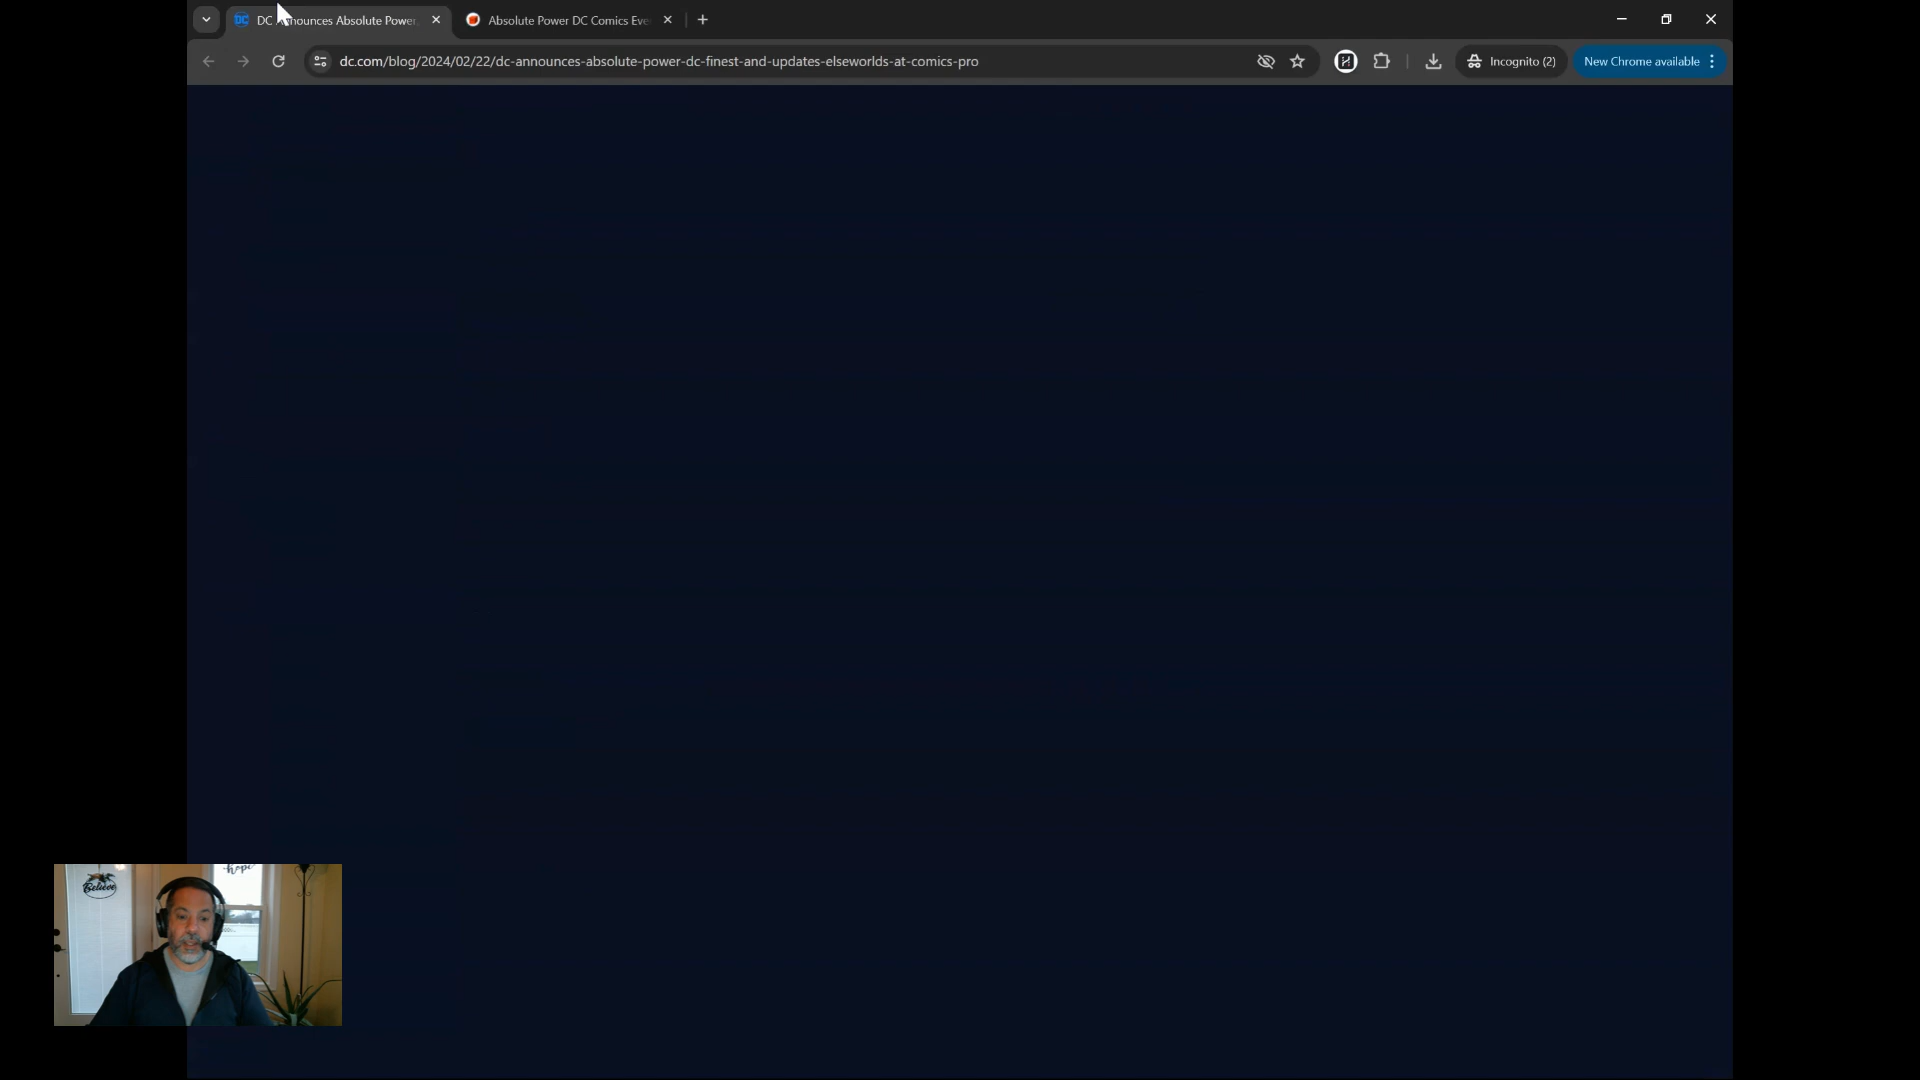 DC Announces Absolute Power
Absolute Power DC Comics Eve
dc.com/blog/2024/02/22/dc-announces-absolute-power-dc-finest-and-updates-elseworlds-at-comics-pro
Incognito (2)
New Chrome available
hope
Believe